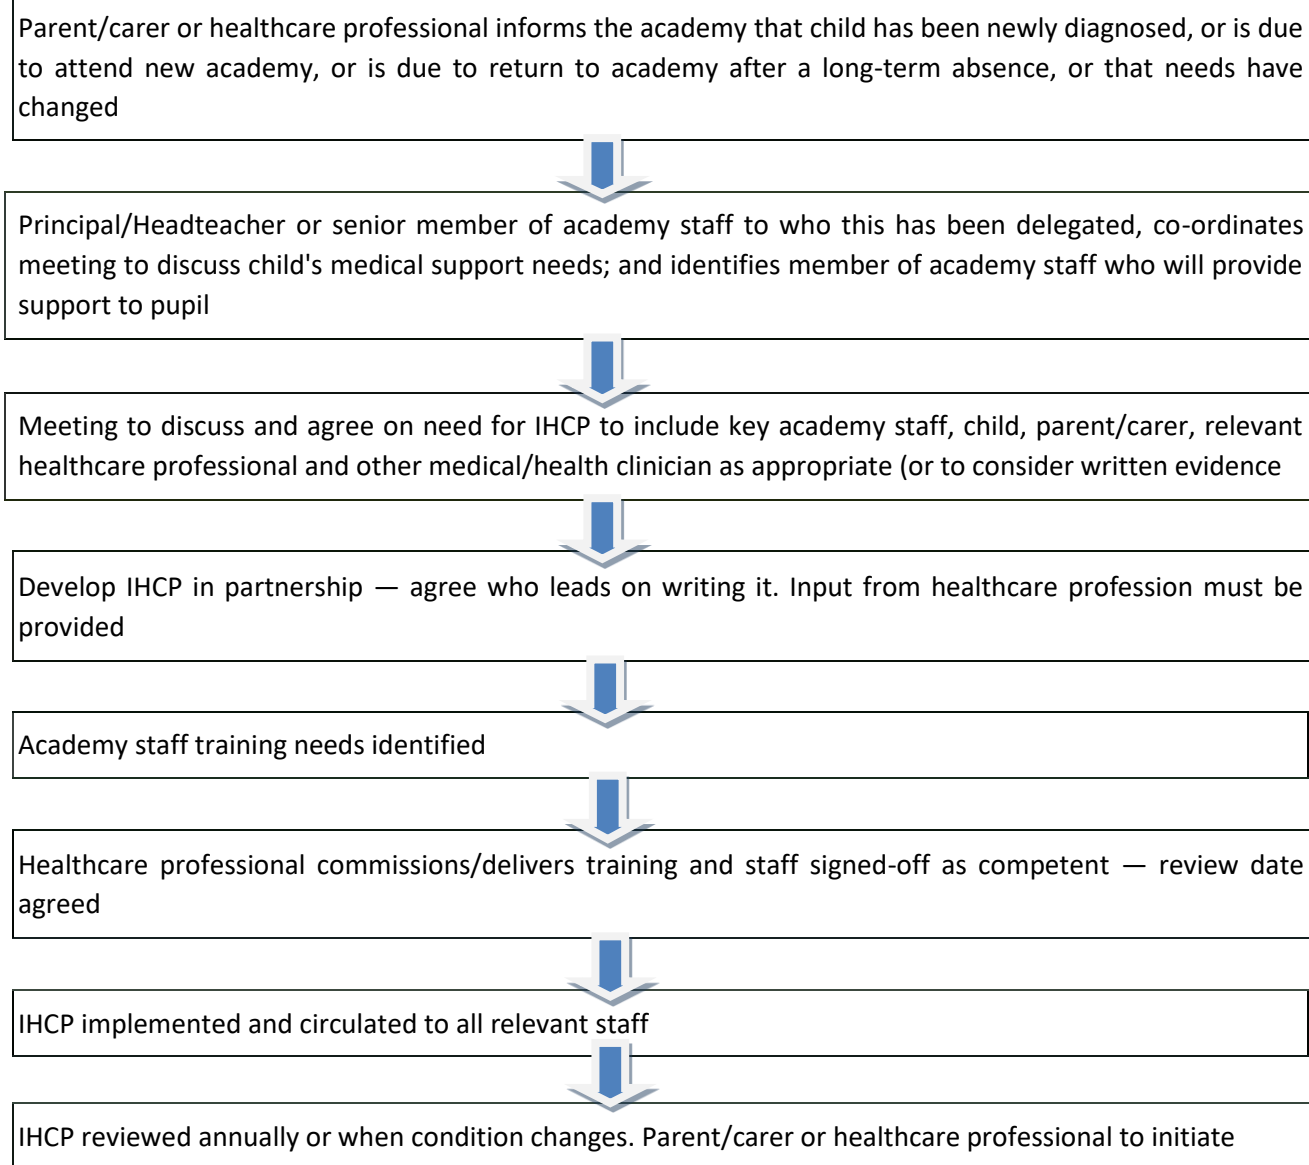 Parent/carer or healthcare professional informs the academy that child has been newly diagnosed, or is due
to attend new academy, or is due to return to academy after a long-term absence, or that needs have
changed
Principal/Headteacher or senior member of academy staff to who this has been delegated, co-ordinates
meeting to discuss child's medical support needs; and identifies member of academy staff who will provide
support to pupil
Meeting to discuss and agree on need for IHCP to include key academy staff, child, parent/carer, relevant
healthcare professional and other medical/health clinician as appropriate (or to consider written evidence
Develop IHCP in partnership — agree who leads on writing it. Input from healthcare profession must be
provided
Academy staff training needs identified
Healthcare professional commissions/delivers training and staff signed-off as competent — review date
agreed
IHCP implemented and circulated to all relevant staff
IHCP reviewed annually or when condition changes. Parent/carer or healthcare professional to initiate